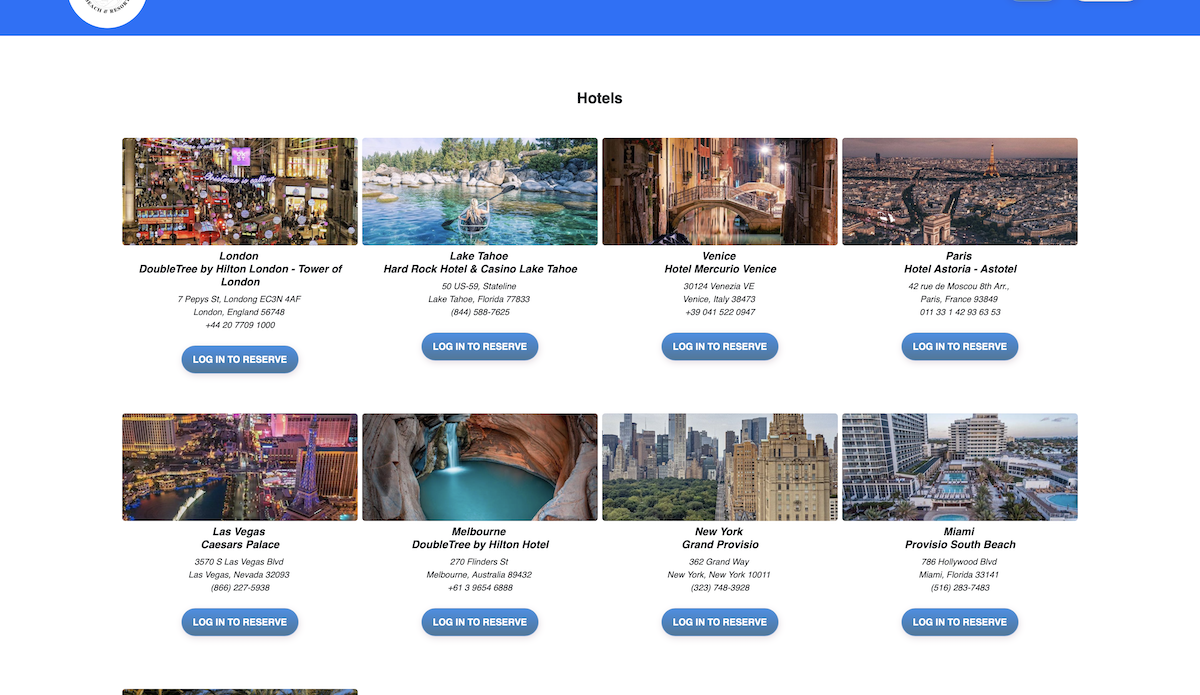 BEACH & RESORT
Hotels
Christmas is calling
London
DoubleTree by Hilton London - Tower of
London
7 Pepys St, Londong EC3N 4AF
London, England 56748
+44 20 7709 1000
LOG IN TO RESERVE
Lake Tahoe
Hard Rock Hotel & Casino Lake Tahoe
50 US-59, Stateline
Lake Tahoe, Florida 77833
(844) 588-7625
LOG IN TO RESERVE
Venice
Hotel Mercurio Venice
30124 Venezia VE
Venice, Italy 38473
+39 041 522 0947
LOG IN TO RESERVE
Paris
Hotel Astoria - Astotel
42 rue de Moscou 8th Arr.,
Paris, France 93849
011 33 1 42 93 63 53
LOG IN TO RESERVE
Las Vegas
Caesars Palace
3570 S Las Vegas Blvd
Las Vegas, Nevada 32093
(866) 227-5938
LOG IN TO RESERVE
Melbourne
DoubleTree by Hilton Hotel
270 Flinders St
Melbourne, Australia 89432
+61 3 9654 6888
LOG IN TO RESERVE
New York
Grand Provisio
362 Grand Way
New York, New York 10011
(323) 748-3928
LOG IN TO RESERVE
Miami
Provisio South Beach
786 Hollywood Blvd
Miami, Florida 33141
(516) 283-7483
LOG IN TO RESERVE